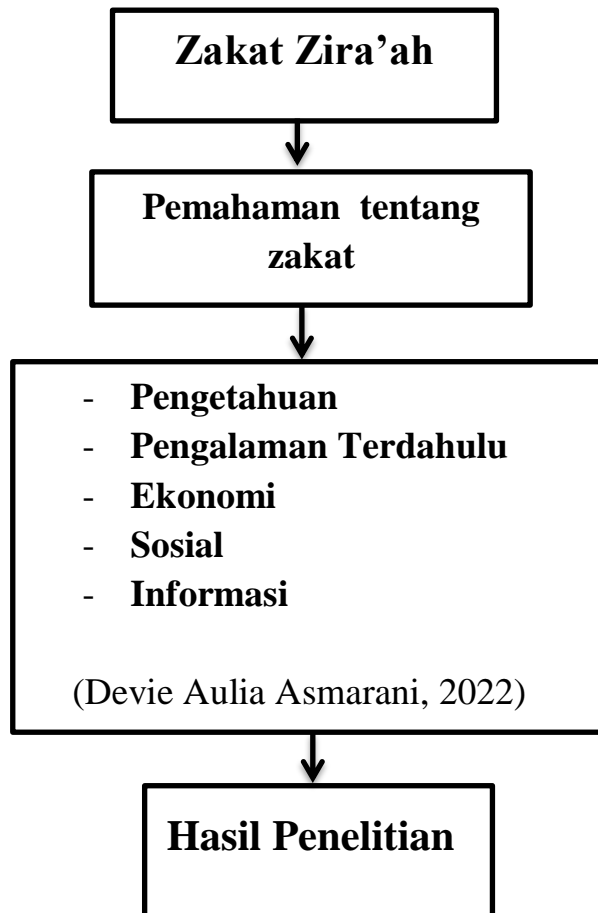 Zakat Zira’ah
Pemahaman tentang
zakat
- Pengetahuan
- Pengalaman Terdahulu
- Ekonomi
- Sosial
- Informasi
(Devie Aulia Asmarani, 2022)
Hasil Penelitian